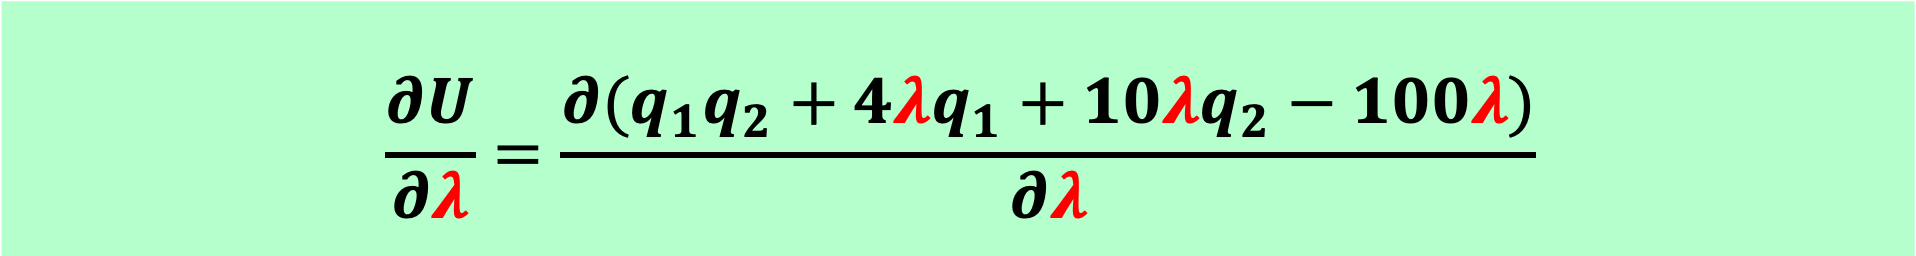 ∂U/∂λ = ∂(q₁q₂ + 4λq₁ + 10λq₂ − 100λ)/∂λ